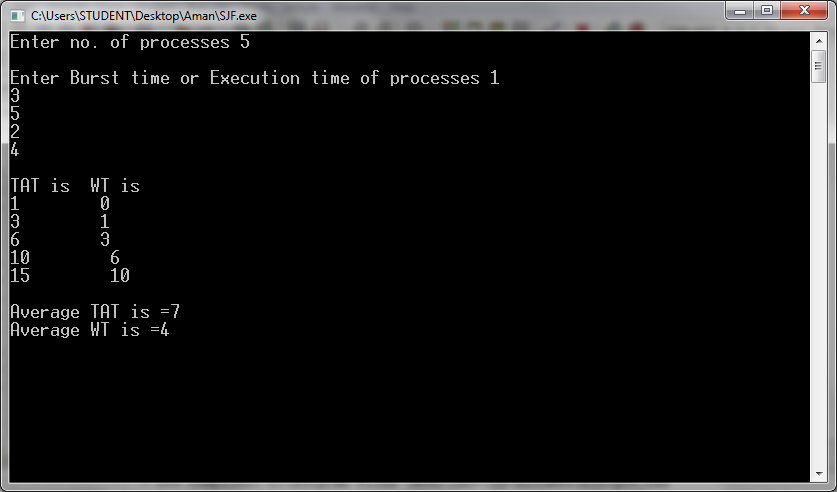 C:\Users\STUDENT\Desktop\Aman\SJF.exe
Enter no. of processes 5
Enter Burst time or Execution time of processes 1
3
5
2
4
TAT is  WT is
1        0
3        1
6        3
10        6
15        10
Average TAT is =7
Average WT is =4